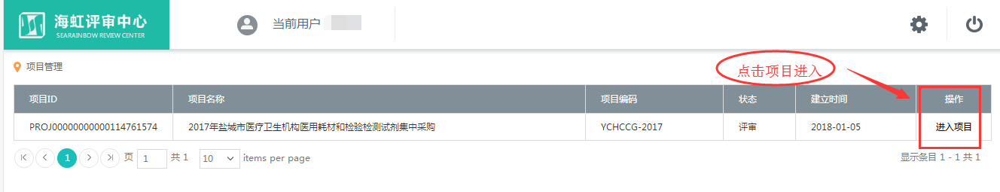 海虹评审中心
SEARAINBOW REVIEW CENTER
当前用户
项目管理
点击项目进入
项目ID 项目名称 项目编码 状态 建立时间 操作
PROJ00000000000114761574 2017年盐城市医疗卫生机构医用耗材和检验检测试剂集中采购 YCHCCG-2017 评审 2018-01-05 进入项目
1 页 1 共 1 10 items per page 显示条目 1 - 1 共 1